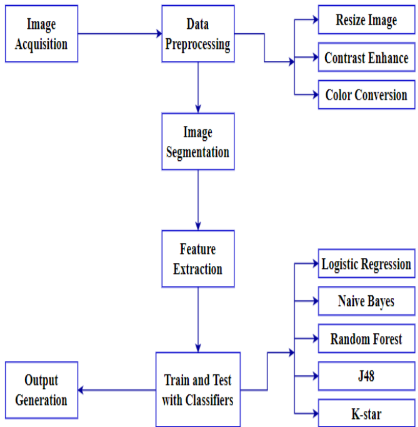 Image
Acquisition
Data
Preprocessing
Resize Image
Contrast Enhance
Color Conversion
Image
Segmentation
Feature
Extraction
Logistic Regression
Naive Bayes
Random Forest
J48
K-star
Train and Test
with Classifiers
Output
Generation